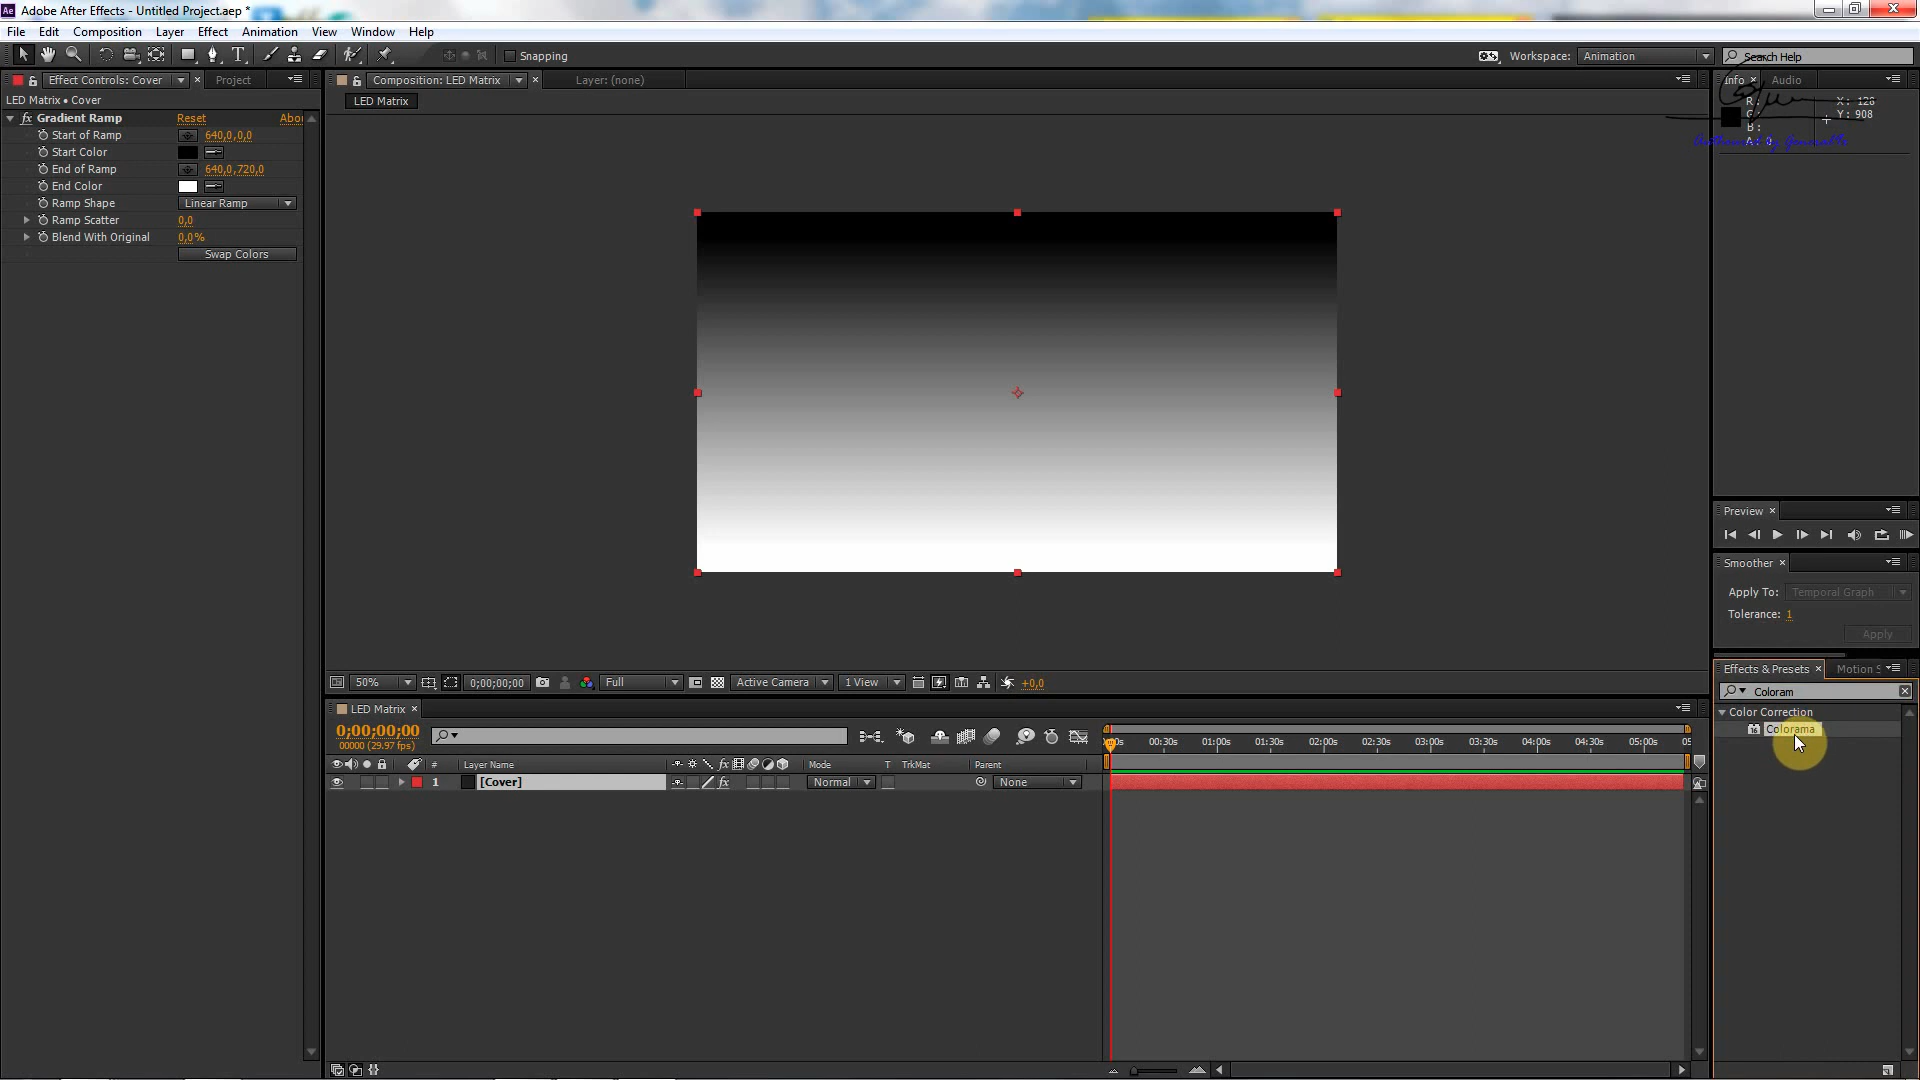 Adobe After Effects - Untitled Project.aep *
File Edit Composition Layer Effect Animation View Window Help
Snapping
Workspace: Animation
Search Help
Effect Controls: Cover
Project
Composition: LED Matrix
Layer: (none)
Info
Audio
LED Matrix • Cover
LED Matrix
Gradient Ramp Reset Abou
Start of Ramp 640,0,0,0
Start Color
End of Ramp 640,0,720,0
End Color
Ramp Shape Linear Ramp
Ramp Scatter 0,0
Blend With Original 0,0%
Swap Colors
R:
G:
B:
A: 0
X: 128
Y: 908
Preview
Smoother
Apply To: Temporal Graph
Tolerance: 1
Apply
Effects & Presets
Motion S
Coloram
Color Correction
Colorama
50%
0;00;00;00
Full
Active Camera
1 View
+0,0
LED Matrix
0;00;00;00
00000 (29.97 fps)
00s 00:30s 01:00s 01:30s 02:00s 02:30s 03:00s 03:30s 04:00s 04:30s 05:00s 05
# Layer Name Mode T TrkMat Parent
1 [Cover] Normal None